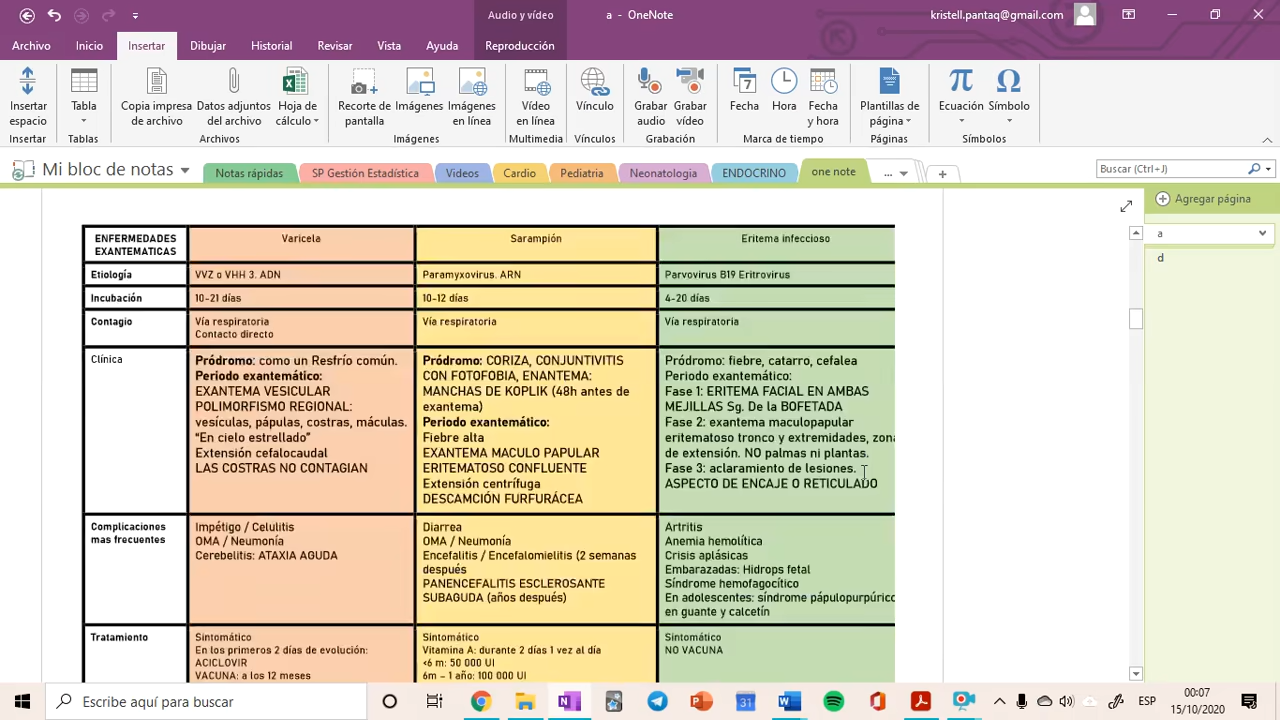 Audio y vídeo
a - OneNote
kristell.pantaq@gmail.com
Archivo Inicio Insertar Dibujar Historial Revisar Vista Ayuda Reproducción
Insertar espacio
Tabla
Copia impresa de archivo
Datos adjuntos del archivo
Hoja de cálculo
Recorte de pantalla
Imágenes
Imágenes en línea
Vídeo en línea
Vínculo
Grabar audio
Grabar vídeo
Fecha
Hora
Fecha y hora
Plantillas de página
Ecuación
Símbolo
Insertar Tablas Archivos Imágenes Multimedia Vínculos Grabación Marca de tiempo Páginas Símbolos
Mi bloc de notas Notas rápidas SP Gestión Estadística Videos Cardio Pediatria Neonatologia ENDOCRINO one note ... + Buscar (Ctrl+J)
Agregar página
a
d
ENFERMEDADES
EXANTEMATICAS
Varicela
Sarampión
Eritema infeccioso
Etiología
VVZ o VHH 3. ADN
Paramyxovirus. ARN
Parvovirus B19 Eritrovirus
Incubación
10-21 días
10-12 días
4-20 días
Contagio
Vía respiratoria
Contacto directo
Vía respiratoria
Vía respiratoria
Clínica
Pródromo: como un Resfrío común.
Periodo exantemático:
EXANTEMA VESICULAR
POLIMORFISMO REGIONAL:
vesículas, pápulas, costras, máculas.
“En cielo estrellado”
Extensión cefalocaudal
LAS COSTRAS NO CONTAGIAN
Pródromo: CORIZA, CONJUNTIVITIS
CON FOTOFOBIA, ENANTEMA:
MANCHAS DE KOPLIK (48h antes de
exantema)
Periodo exantemático:
Fiebre alta
EXANTEMA MACULO PAPULAR
ERITEMATOSO CONFLUENTE
Extensión centrífuga
DESCAMCIÓN FURFURÁCEA
Pródromo: fiebre, catarro, cefalea
Periodo exantemático:
Fase 1: ERITEMA FACIAL EN AMBAS
MEJILLAS Sg. De la BOFETADA
Fase 2: exantema maculopapular
eritematoso tronco y extremidades, zona
de extensión. NO palmas ni plantas.
Fase 3: aclaramiento de lesiones.
ASPECTO DE ENCAJE O RETICULADO
Complicaciones
mas frecuentes
Impétigo / Celulitis
OMA / Neumonía
Cerebelitis: ATAXIA AGUDA
Diarrea
OMA / Neumonía
Encefalitis / Encefalomielitis (2 semanas
después
PANENCEFALITIS ESCLEROSANTE
SUBAGUDA (años después)
Artritis
Anemia hemolítica
Crisis aplásicas
Embarazadas: Hidrops fetal
Síndrome hemofagocítico
En adolescentes: síndrome pápulopurpúrico
en guante y calcetín
Tratamiento
Sintomático
En los primeros 2 días de evolución:
ACICLOVIR
VACUNA: a los 12 meses
Sintomático
Vitamina A: durante 2 días 1 vez al día
<6 m: 50 000 UI
6m – 1 año: 100 000 UI
Sintomático
NO VACUNA
Escribe aquí para buscar
31
ESP
00:07
15/10/2020